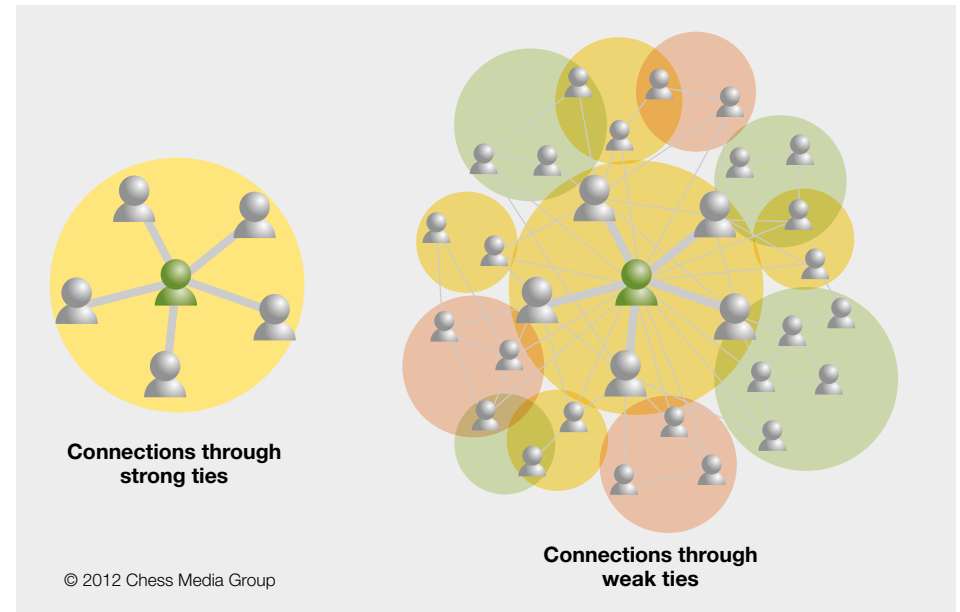 Connections through
strong ties
Connections through
weak ties
© 2012 Chess Media Group